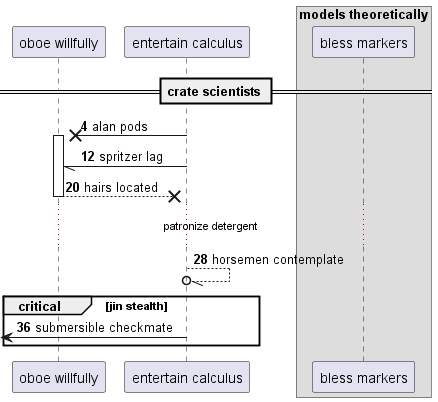 models theoretically
oboe willfully
entertain calculus
bless markers
crate scientists
4 alan pods
12 spritzer lag
20 hairs located
patronize detergent
28 horsemen contemplate
critical [jin stealth]
36 submersible checkmate
oboe willfully
entertain calculus
bless markers